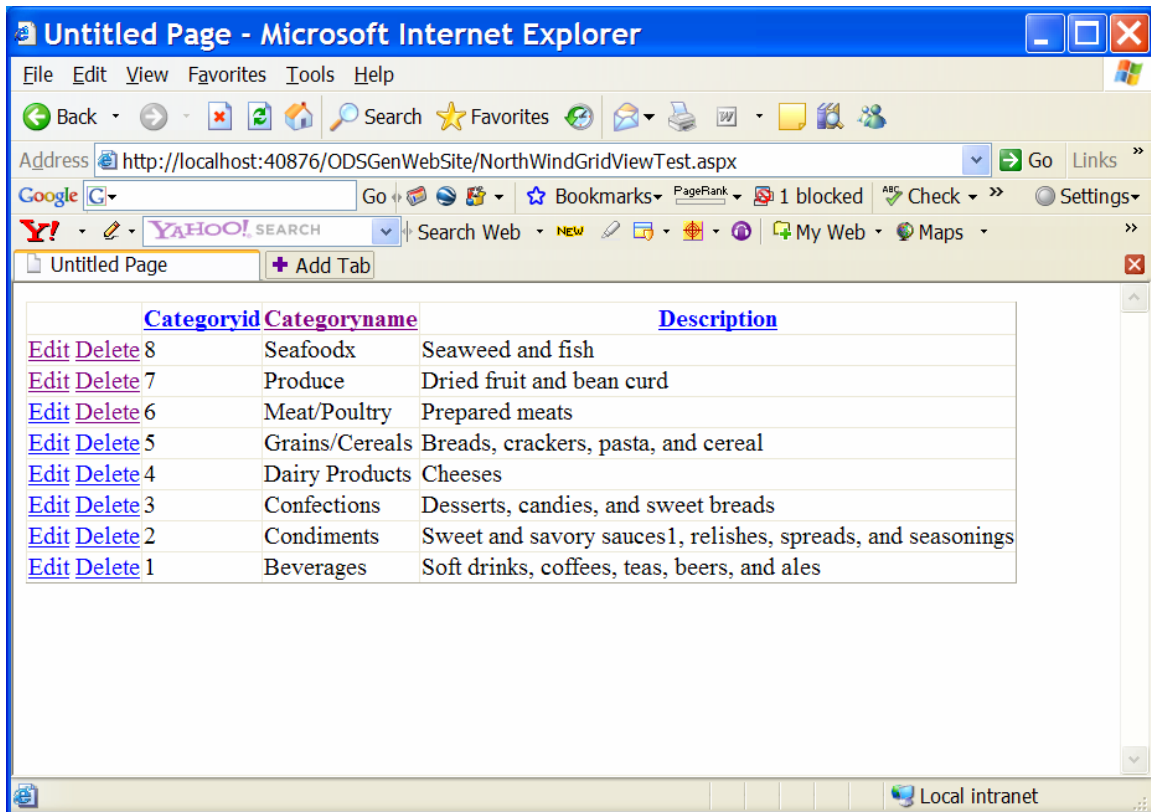 Untitled Page - Microsoft Internet Explorer
File Edit View Favorites Tools Help
Back Search Favorites W
Address http://localhost:40876/ODSGenWebSite/NorthWindGridViewTest.aspx Go Links »
Google G Go Bookmarks PageRank 1 blocked ABC Check » Settings
Y! YAHOO! SEARCH Search Web NEW My Web Maps »
Untitled Page Add Tab
Categoryid Categoryname Description
Edit Delete 8 Seafoodx Seaweed and fish
Edit Delete 7 Produce Dried fruit and bean curd
Edit Delete 6 Meat/Poultry Prepared meats
Edit Delete 5 Grains/Cereals Breads, crackers, pasta, and cereal
Edit Delete 4 Dairy Products Cheeses
Edit Delete 3 Confections Desserts, candies, and sweet breads
Edit Delete 2 Condiments Sweet and savory sauces1, relishes, spreads, and seasonings
Edit Delete 1 Beverages Soft drinks, coffees, teas, beers, and ales
Local intranet